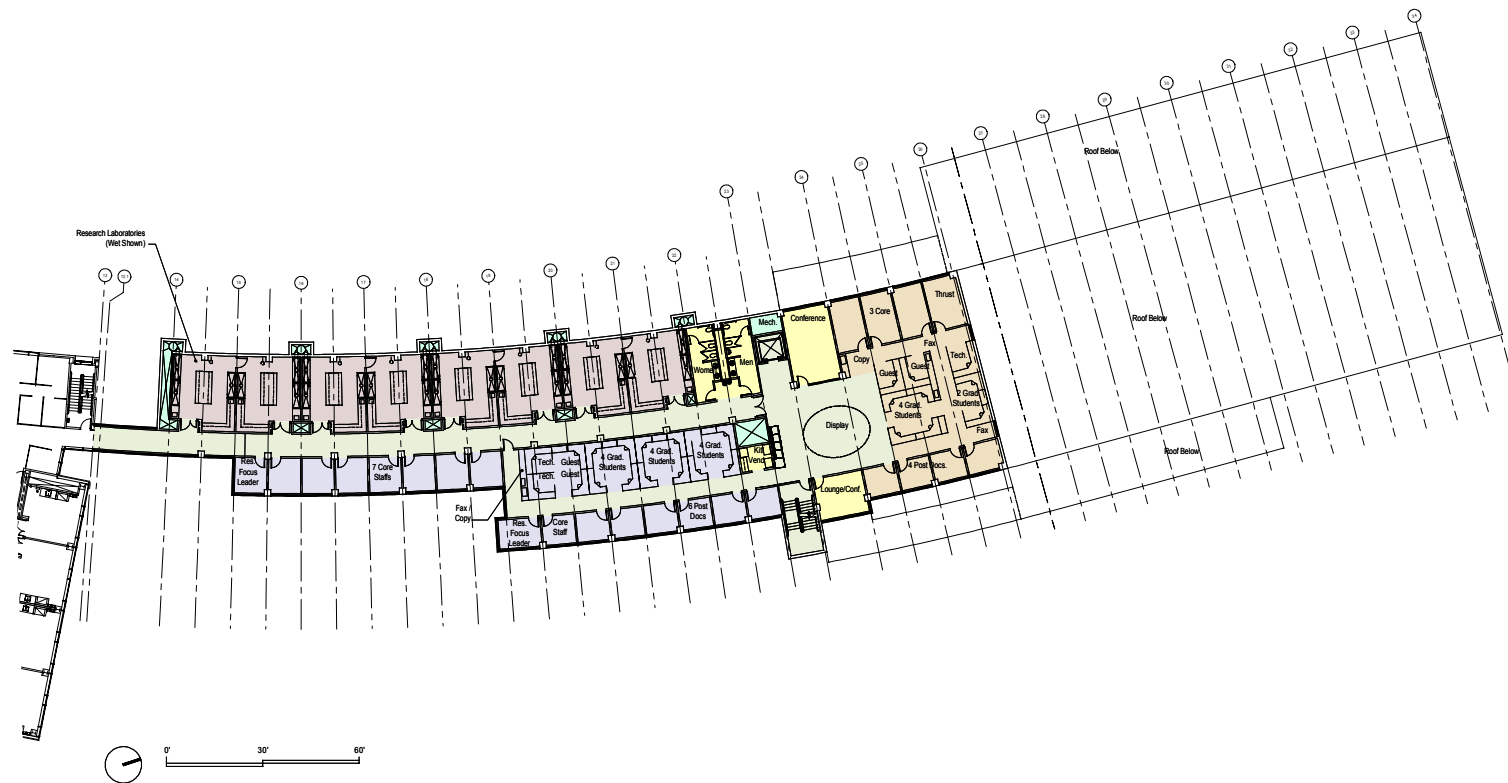 Roof Below
Research Laboratories
(Wet Shown)
Thrust
3 Core
Conference
Mech.
Fax
Men
Copy
Tech.
Guest
Guest
Roof Below
2 Grad.
Students
4 Grad.
Students
Display
Fax
4 Grad.
Students
4 Grad.
Students
4 Grad.
Students
Roof Below
Res.
Focus
Leader
7 Core
Staffs
Tech.
Guest
Tech.
Guest
Kit.
Vend.
4 Post Docs.
Lounge/Conf.
Fax /
Copy
6 Post
Docs
Res.
Focus
Leader
Core
Staff
0'
30'
60'